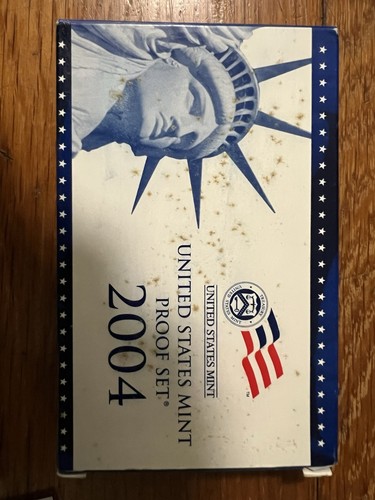 UNITED STATES MINT
UNITED STATES MINT
PROOF SET®
2004